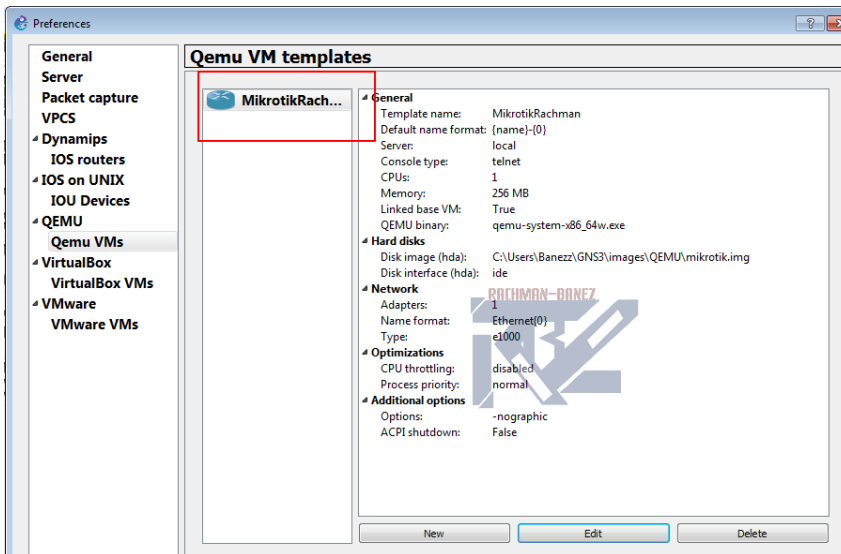 Preferences
General
Server
Packet capture
VPCS
Dynamips
IOS routers
IOS on UNIX
IOU Devices
QEMU
Qemu VMs
VirtualBox
VirtualBox VMs
VMware
VMware VMs
Qemu VM templates
MikrotikRach...
General
Template name: MikrotikRachman
Default name format: {name}-{0}
Server: local
Console type: telnet
CPUs: 1
Memory: 256 MB
Linked base VM: True
QEMU binary: qemu-system-x86_64w.exe
Hard disks
Disk image (hda): C:\Users\Banezz\GNS3\images\QEMU\mikrotik.img
Disk interface (hda): ide
Network
RACHMAN-BANEZ
Adapters: 1
Name format: Ethernet{0}
Type: e1000
Optimizations
CPU throttling: disabled
Process priority: normal
Additional options
Options: -nographic
ACPI shutdown: False
New
Edit
Delete